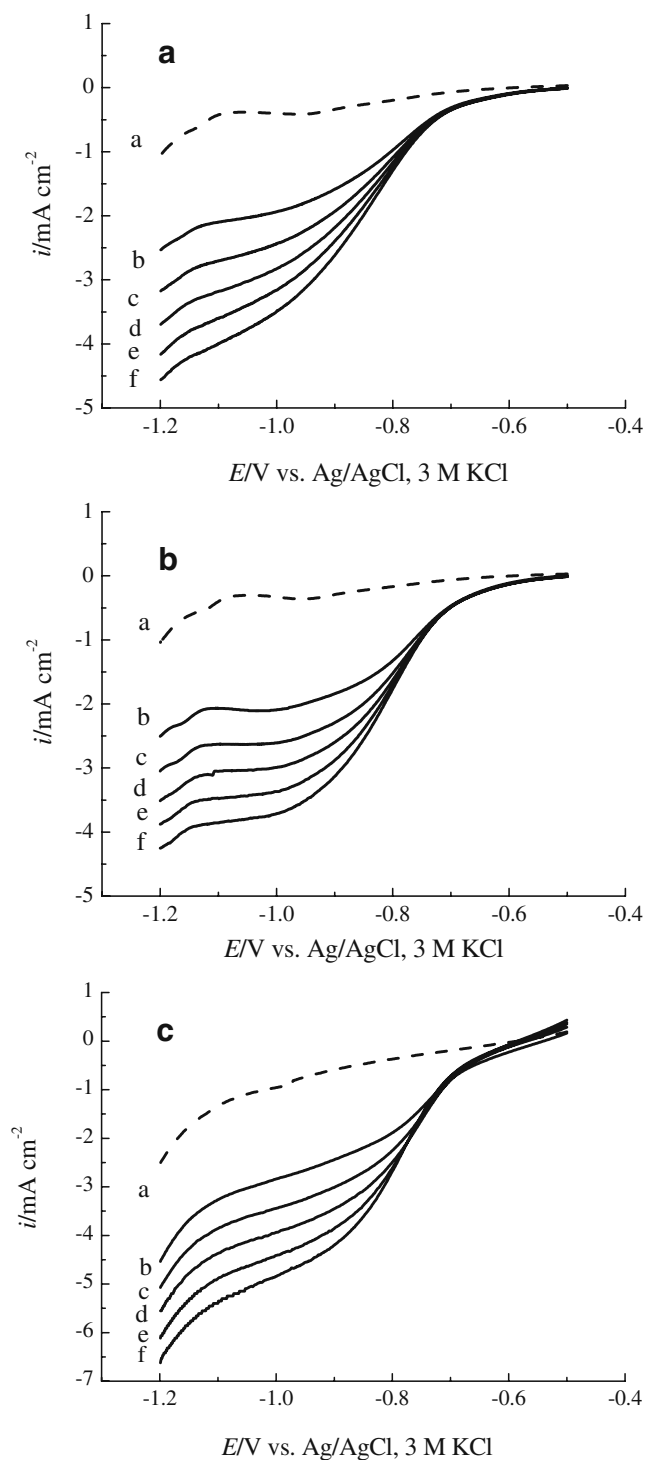 a
1
0
-1
-2
-3
-4
-5
i/mA cm-2
a
b
c
d
e
f
-1.2 -1.0 -0.8 -0.6 -0.4
E/V vs. Ag/AgCl, 3 M KCl
b
1
0
-1
-2
-3
-4
-5
i/mA cm-2
a
b
c
d
e
f
-1.2 -1.0 -0.8 -0.6 -0.4
E/V vs. Ag/AgCl, 3 M KCl
c
1
0
-1
-2
-3
-4
-5
-6
-7
i/mA cm-2
a
b
c
d
e
f
-1.2 -1.0 -0.8 -0.6 -0.4
E/V vs. Ag/AgCl, 3 M KCl